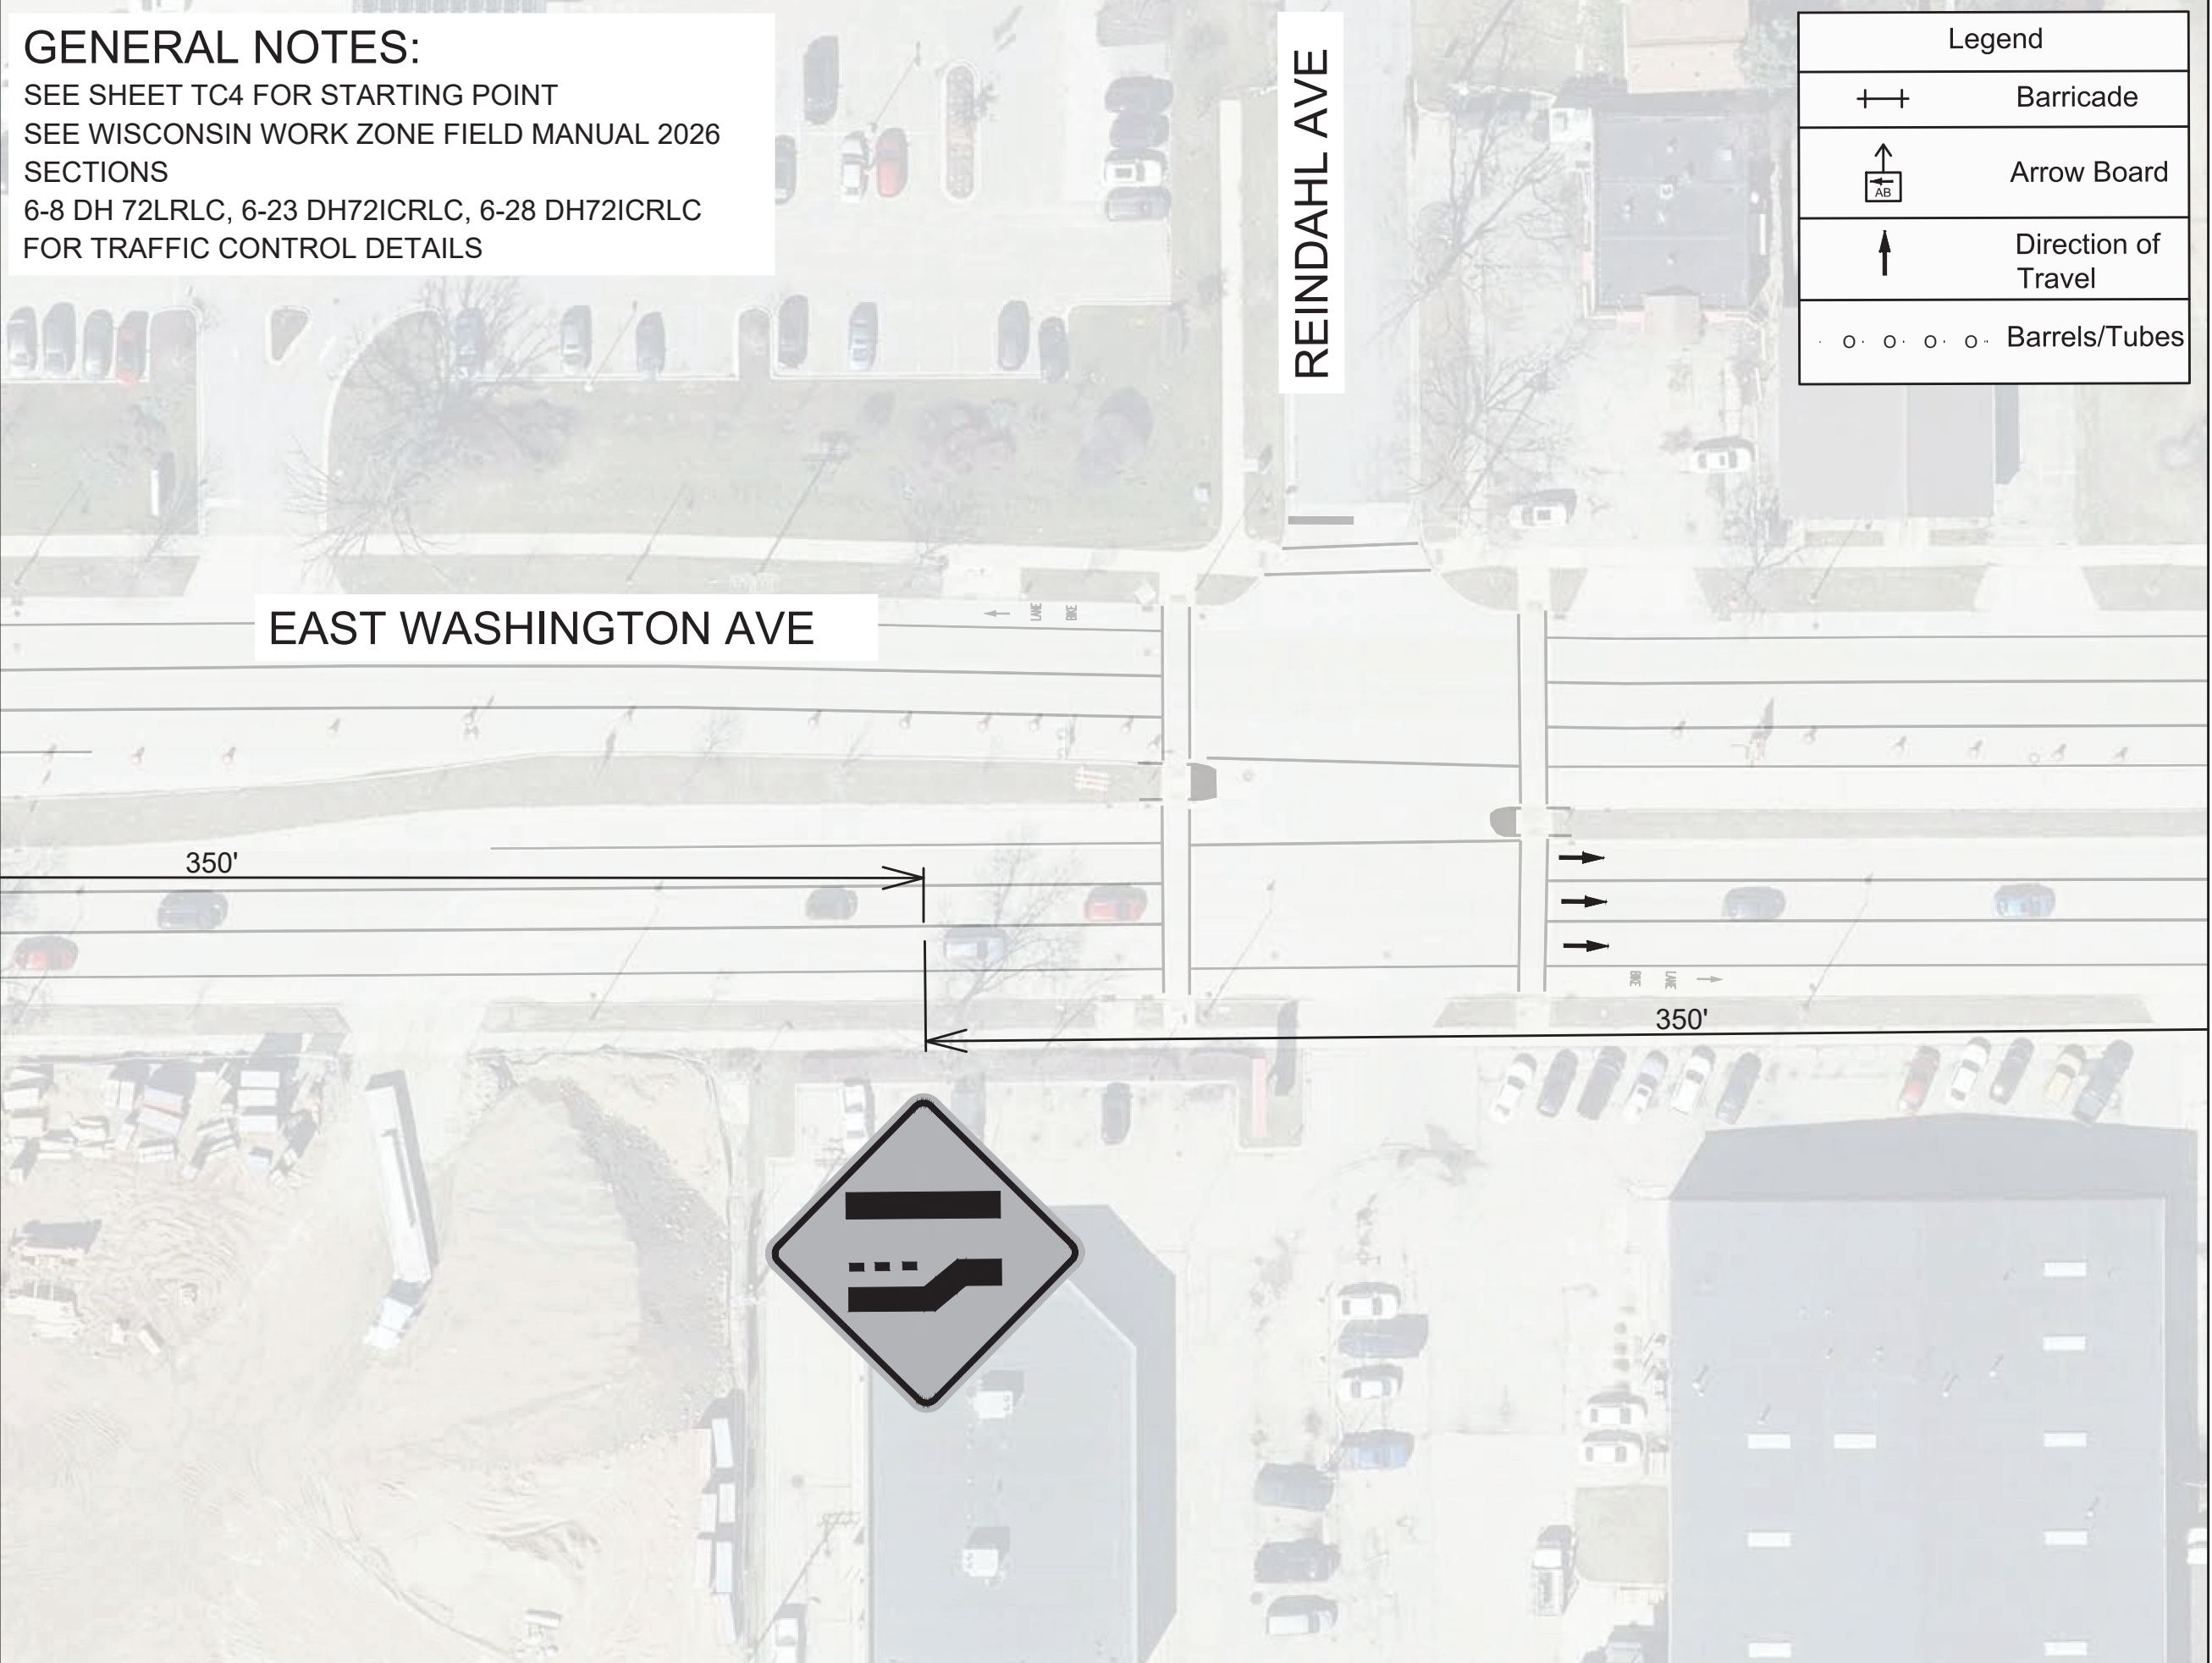 GENERAL NOTES:
SEE SHEET TC4 FOR STARTING POINT
SEE WISCONSIN WORK ZONE FIELD MANUAL 2026
SECTIONS
6-8 DH 72LRLC, 6-23 DH72ICRLC, 6-28 DH72ICRLC
FOR TRAFFIC CONTROL DETAILS
REINDAHL AVE
Legend
Barricade
AB
Arrow Board
Direction of
Travel
Barrels/Tubes
EAST WASHINGTON AVE
LANE
BIKE
350'
BIKE
LANE
350'